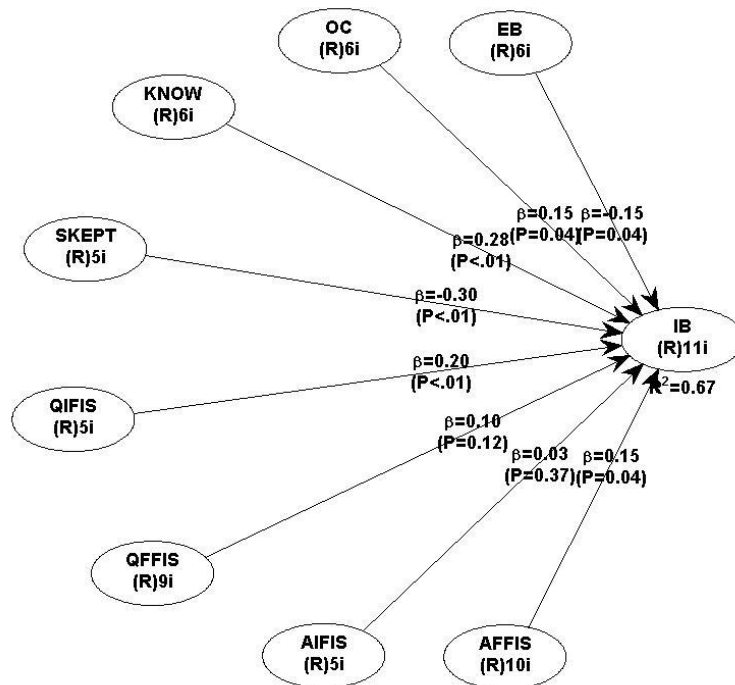 OC
(R)6i
EB
(R)6i
KNOW
(R)6i
β=0.15
(P=0.04)
β=-0.15
(P=0.04)
SKEPT
(R)5i
β=0.28
(P<.01)
β=-0.30
(P<.01)
IB
(R)11i
R²=0.67
β=0.20
(P<.01)
QIFIS
(R)5i
β=0.10
(P=0.12)
β=0.03
(P=0.37)
β=0.15
(P=0.04)
QFFIS
(R)9i
AIFIS
(R)5i
AFFIS
(R)10i